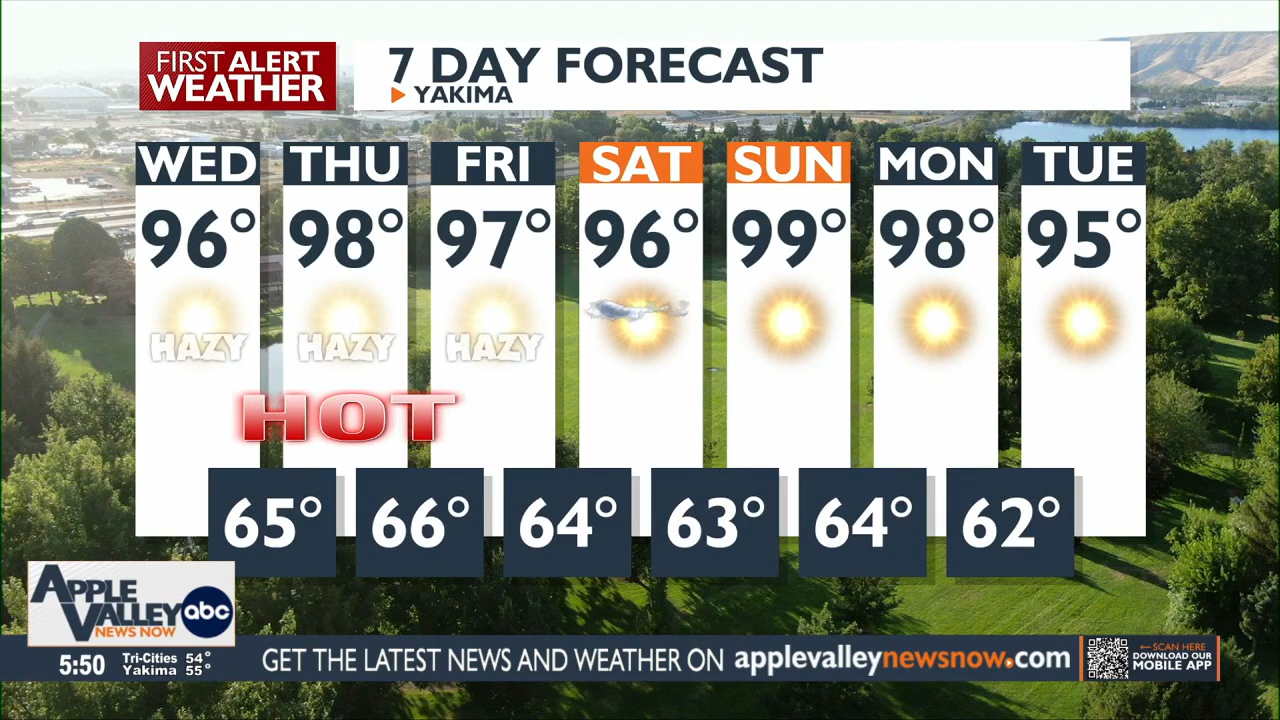 FIRST ALERT
WEATHER
7 DAY FORECAST
YAKIMA
WED THU FRI SAT SUN MON TUE
96° 98° 97° 96° 99° 98° 95°
HAZY HAZY HAZY
HOT
65° 66° 64° 63° 64° 62°
APPLE
VALLEY abc
NEWS NOW
5:50
Tri-Cities 54°
Yakima 55°
GET THE LATEST NEWS AND WEATHER ON applevalleynewsnow.com
SCAN HERE
DOWNLOAD OUR
MOBILE APP